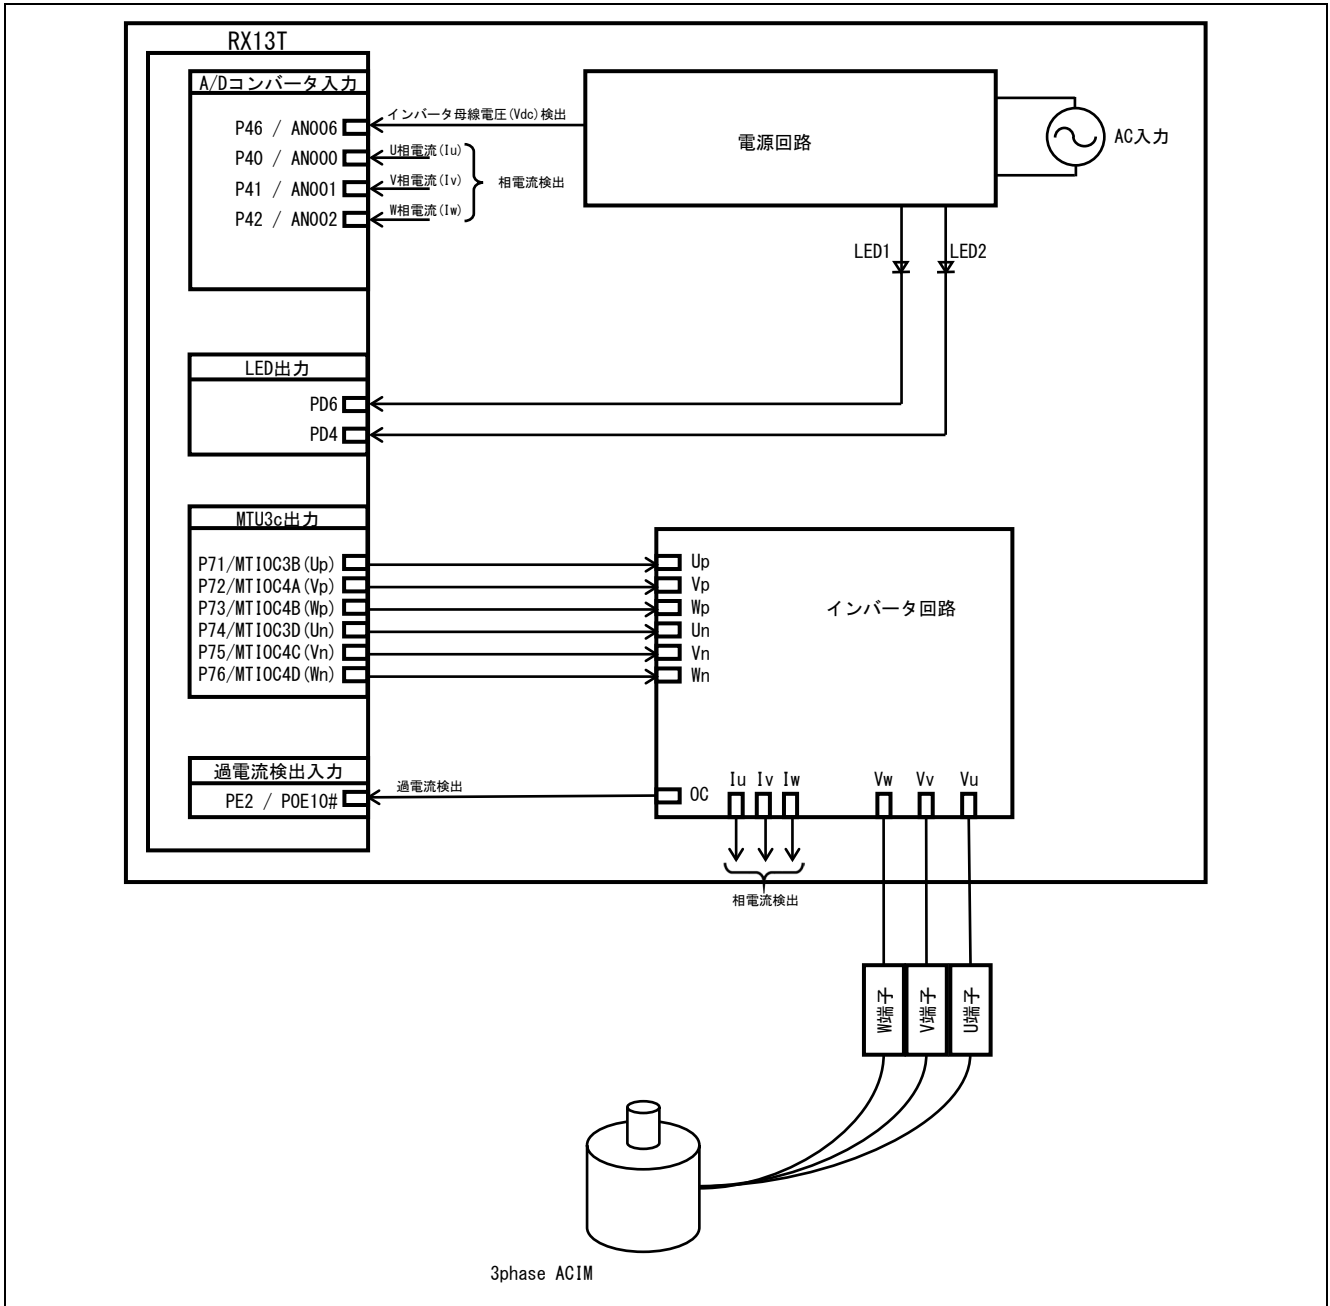 RX13T
A/Dコンバータ入力
P46 / AN006
P40 / AN000
P41 / AN001
P42 / AN002
インバータ母線電圧(Vdc)検出
U相電流(Iu)
V相電流(Iv)
W相電流(Iw)
相電流検出
電源回路
AC入力
LED1
LED2
LED出力
PD6
PD4
MTU3c出力
P71/MTIOC3B(Up)
P72/MTIOC4A(Vp)
P73/MTIOC4B(Wp)
P74/MTIOC3D(Un)
P75/MTIOC4C(Vn)
P76/MTIOC4D(Wn)
Up
Vp
Wp
Un
Vn
Wn
インバータ回路
過電流検出入力
PE2 / POE10#
過電流検出
OC
Iu Iv Iw
Vw Vv Vu
相電流検出
W端子
V端子
U端子
3phase ACIM